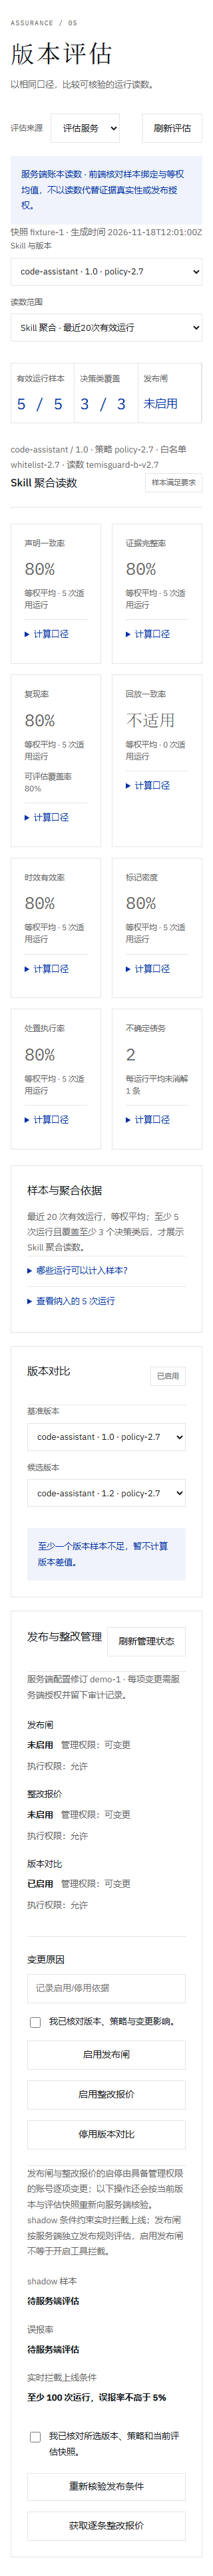 ASSURANCE / 05
版本评估
以相同口径，比较可核验的运行读数。
评估来源
评估服务
刷新评估
服务端账本读数 · 前端核对样本绑定与等权
均值，不以读数代替证据真实性或发布授
权。
快照 fixture-1 · 生成时间 2026-11-18T12:01:00Z
Skill 与版本
code-assistant · 1.0 · policy-2.7
读数范围
Skill 聚合 · 最近20次有效运行
有效运行样本
5 / 5
决策类覆盖
3 / 3
发布闸
未启用
code-assistant / 1.0 · 策略 policy-2.7 · 白名单
whitelist-2.7 · 读数 temisguard-b-v2.7
Skill 聚合读数
样本满足要求
声明一致率
80%
等权平均 · 5 次适
用运行
▶ 计算口径
证据完整率
80%
等权平均 · 5 次适
用运行
▶ 计算口径
复现率
80%
等权平均 · 5 次适
用运行
可评估覆盖率
80%
▶ 计算口径
回放一致率
不适用
等权平均 · 0 次适
用运行
▶ 计算口径
时效有效率
80%
等权平均 · 5 次适
用运行
▶ 计算口径
标记密度
80%
等权平均 · 5 次适
用运行
▶ 计算口径
处置执行率
80%
等权平均 · 5 次适
用运行
▶ 计算口径
不确定债务
2
每运行平均未消解
1 条
▶ 计算口径
样本与聚合依据
最近 20 次有效运行，等权平均；至少 5
次运行且覆盖至少 3 个决策类后，才展示
Skill 聚合读数。
▶ 哪些运行可以计入样本?
▶ 查看纳入的 5 次运行
版本对比
已启用
基准版本
code-assistant · 1.0 · policy-2.7
候选版本
code-assistant · 1.2 · policy-2.7
至少一个版本样本不足，暂不计算
版本差值。
发布与整改管理
刷新管理状态
服务端配置修订 demo-1 · 每项变更需服
务端授权并留下审计记录。
发布闸
未启用 管理权限：可变更
执行权限：允许
整改报价
未启用 管理权限：可变更
执行权限：允许
版本对比
已启用 管理权限：可变更
执行权限：允许
变更原因
记录启用/停用依据
我已核对版本、策略与变更影响。
启用发布闸
启用整改报价
停用版本对比
发布闸与整改报价的启停由具备管理权限
的账号逐项变更；以下操作还会按当前版
本与评估快照重新向服务端核验。
shadow 条件约束实时拦截上线；发布闸
按服务端独立发布规则评估，启用发布闸
不等于开启工具拦截。
shadow 样本
待服务端评估
误报率
待服务端评估
实时拦截上线条件
至少 100 次运行，误报率不高于 5%
我已核对所选版本、策略和当前评
估快照。
重新核验发布条件
获取逐条整改报价